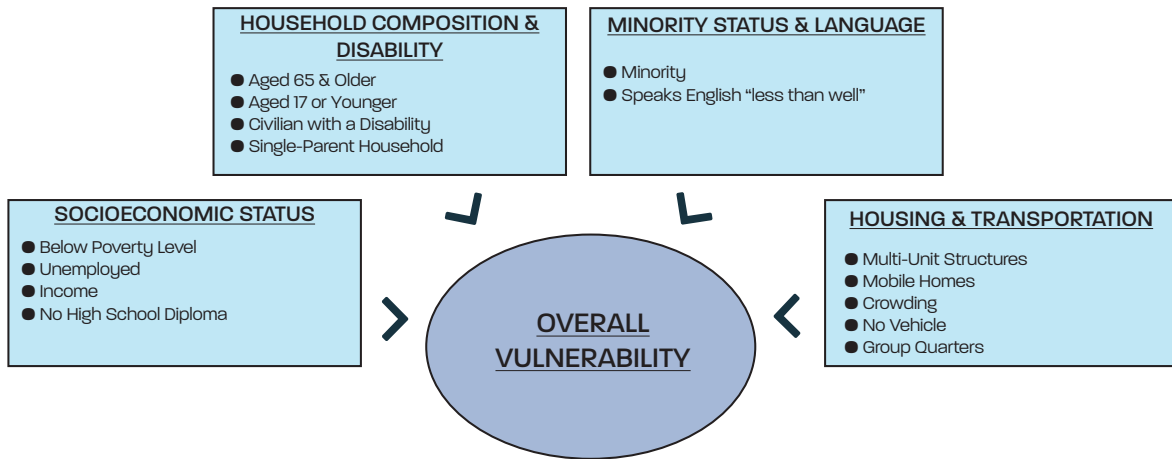 HOUSEHOLD COMPOSITION &
DISABILITY
● Aged 65 & Older
● Aged 17 or Younger
● Civilian with a Disability
● Single-Parent Household
MINORITY STATUS & LANGUAGE
● Minority
● Speaks English “less than well”
SOCIOECONOMIC STATUS
● Below Poverty Level
● Unemployed
● Income
● No High School Diploma
HOUSING & TRANSPORTATION
● Multi-Unit Structures
● Mobile Homes
● Crowding
● No Vehicle
● Group Quarters
OVERALL
VULNERABILITY